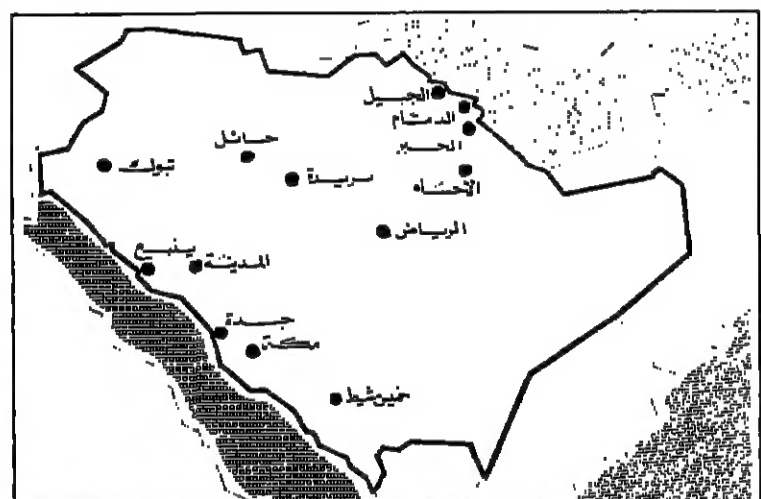 الجبيل
الدمام
الخبر
حائل
تبوك
بريدة
الأحساء
الرياض
ينبع
المدينة
جدة
مكة
خميس مشيط